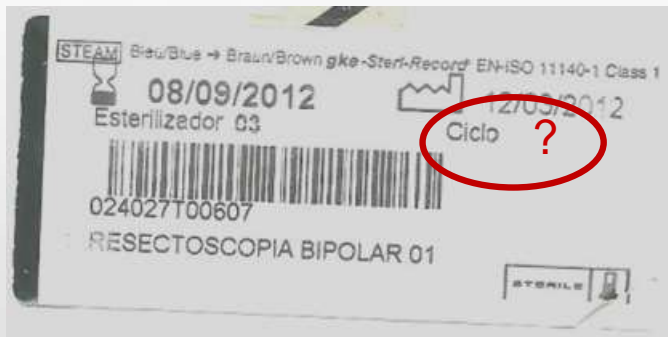 STEAM Bleu/Blue → Braun/Brown gke-Steri-Record EN-ISO 11140-1 Class 1
08/09/2012 12/03/2012
Esterilizador 03 Ciclo ?
024027T00607
RESECTOSCOPIA BIPOLAR 01
STERILE